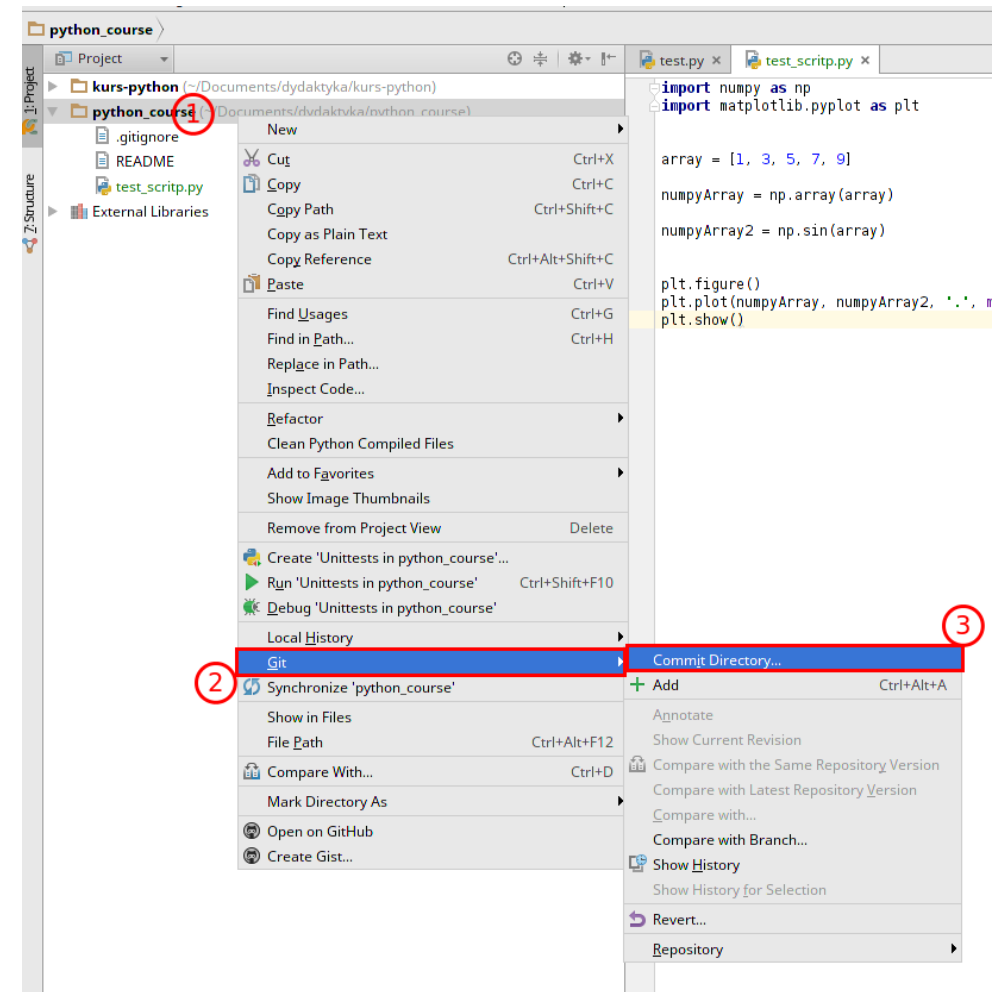 python_course
Project
test.py ×
test_scritp.py ×
1: Project
7: Structure
kurs-python (~/Documents/dydaktyka/kurs-python)
python_course (~/Documents/dydaktyka/python_course)
1
.gitignore
README
test_scritp.py
External Libraries
import numpy as np
import matplotlib.pyplot as plt
array = [1, 3, 5, 7, 9]
numpyArray = np.array(array)
numpyArray2 = np.sin(array)
plt.figure()
plt.plot(numpyArray, numpyArray2, '.', m
plt.show()
New
Cut Ctrl+X
Copy Ctrl+C
Copy Path Ctrl+Shift+C
Copy as Plain Text
Copy Reference Ctrl+Alt+Shift+C
Paste Ctrl+V
Find Usages Ctrl+G
Find in Path... Ctrl+H
Replace in Path...
Inspect Code...
Refactor
Clean Python Compiled Files
Add to Favorites
Show Image Thumbnails
Remove from Project View Delete
Create 'Unittests in python_course'...
Run 'Unittests in python_course' Ctrl+Shift+F10
Debug 'Unittests in python_course'
Local History
Git
2
Synchronize 'python_course'
Show in Files
File Path Ctrl+Alt+F12
Compare With... Ctrl+D
Mark Directory As
Open on GitHub
Create Gist...
3
Commit Directory...
Add Ctrl+Alt+A
Annotate
Show Current Revision
Compare with the Same Repository Version
Compare with Latest Repository Version
Compare with...
Compare with Branch...
Show History
Show History for Selection
Revert...
Repository